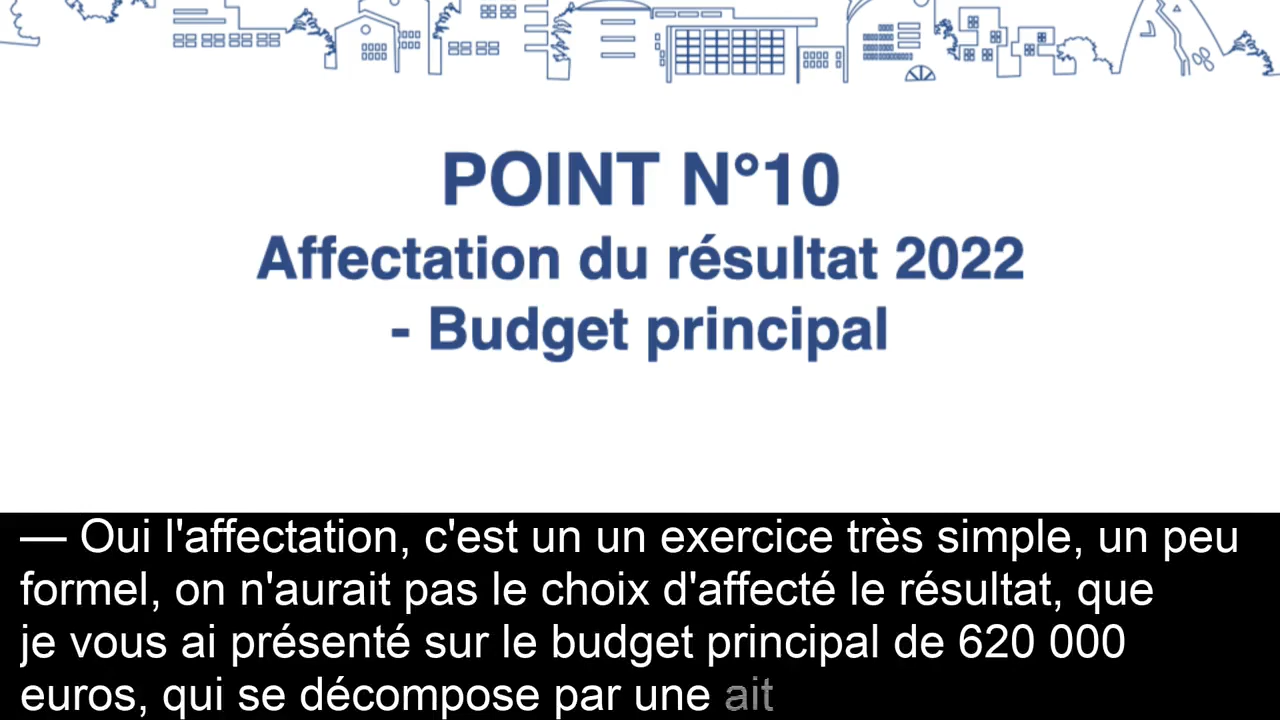 POINT N°10
Affectation du résultat 2022
- Budget principal
— Oui l'affectation, c'est un un exercice très simple, un peu
formel, on n'aurait pas le choix d'affecté le résultat, que
je vous ai présenté sur le budget principal de 620 000
euros, qui se décompose par une ait